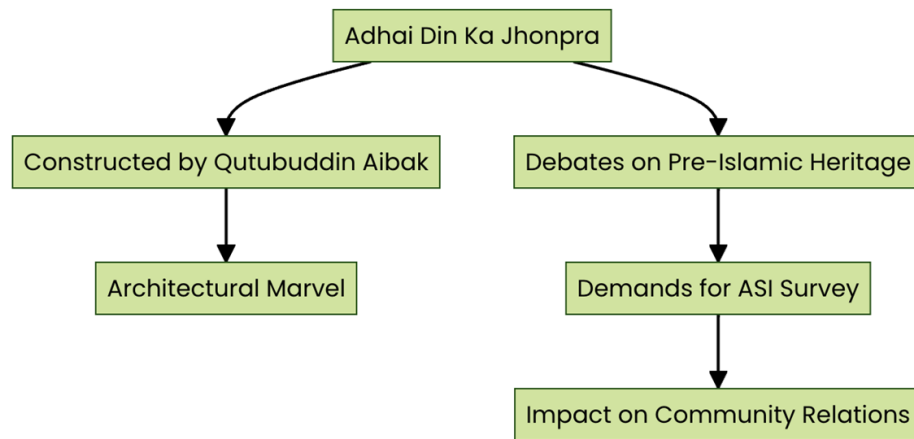 Adhai Din Ka Jhonpra
Constructed by Qutubuddin Aibak
Debates on Pre-Islamic Heritage
Architectural Marvel
Demands for ASI Survey
Impact on Community Relations